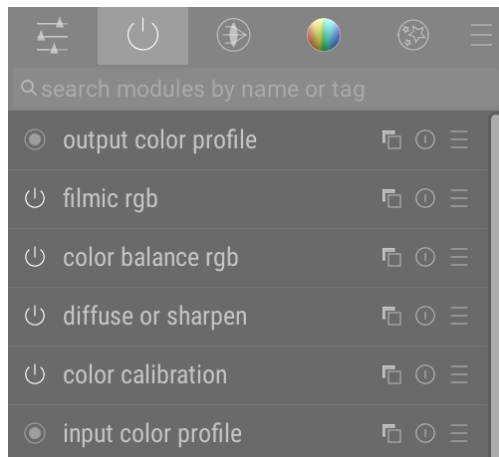 search modules by name or tag
output color profile
filmic rgb
color balance rgb
diffuse or sharpen
color calibration
input color profile